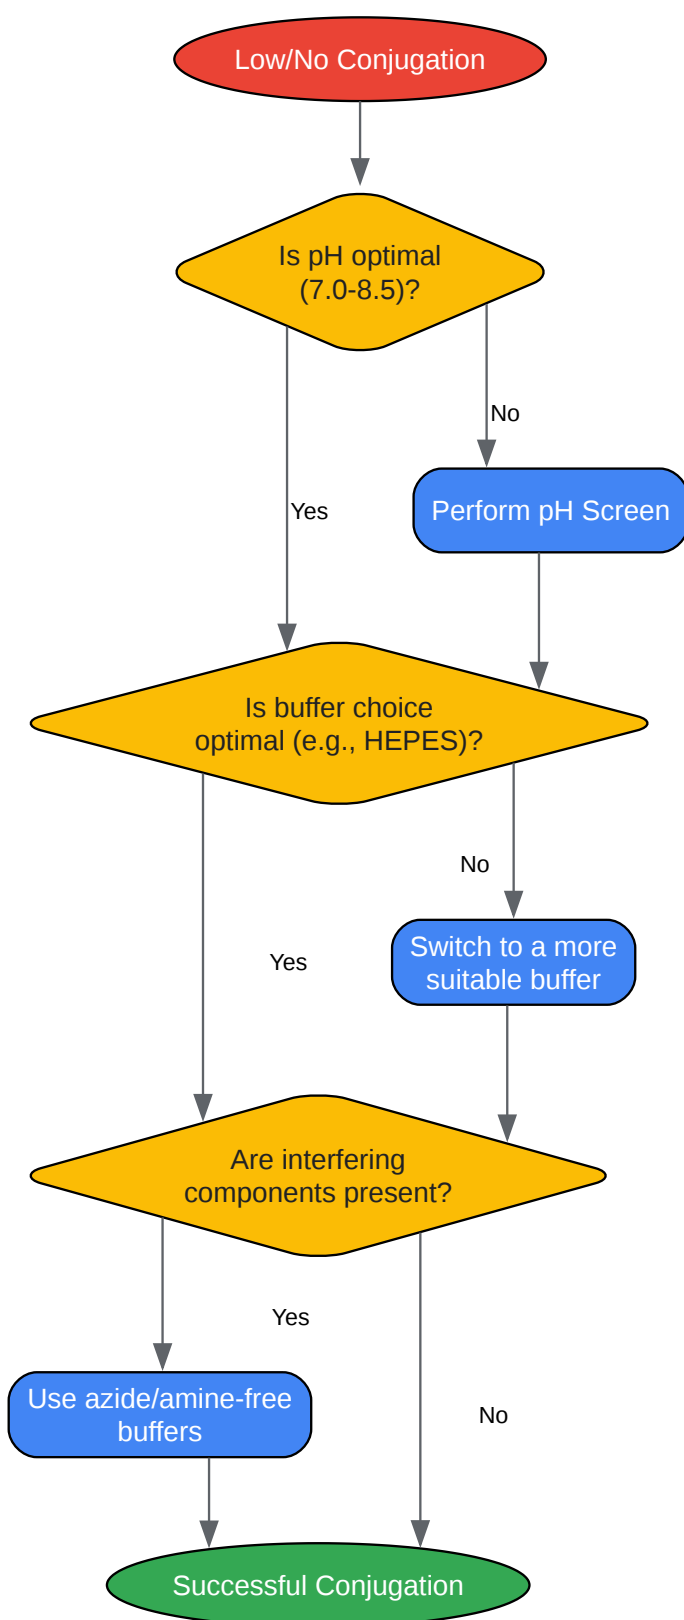 Low/No Conjugation
Is pH optimal
(7.0-8.5)?
No
Perform pH Screen
Yes
Is buffer choice
optimal (e.g., HEPES)?
No
Switch to a more
suitable buffer
Yes
Are interfering
components present?
Yes
Use azide/amine-free
buffers
No
Successful Conjugation